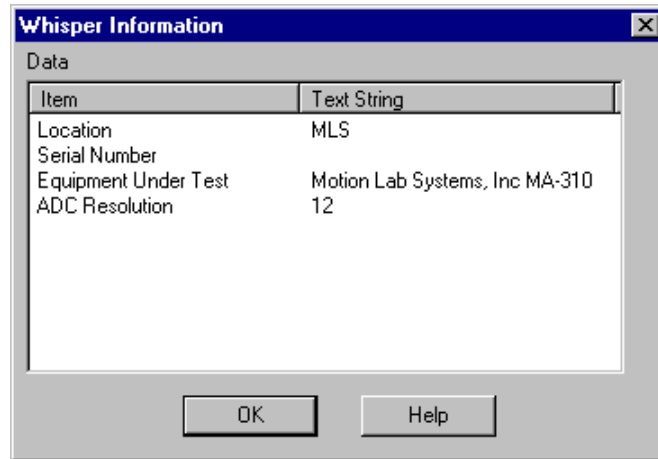 Whisper Information
Data
Item Text String
Location MLS
Serial Number
Equipment Under Test Motion Lab Systems, Inc MA-310
ADC Resolution 12
OK Help